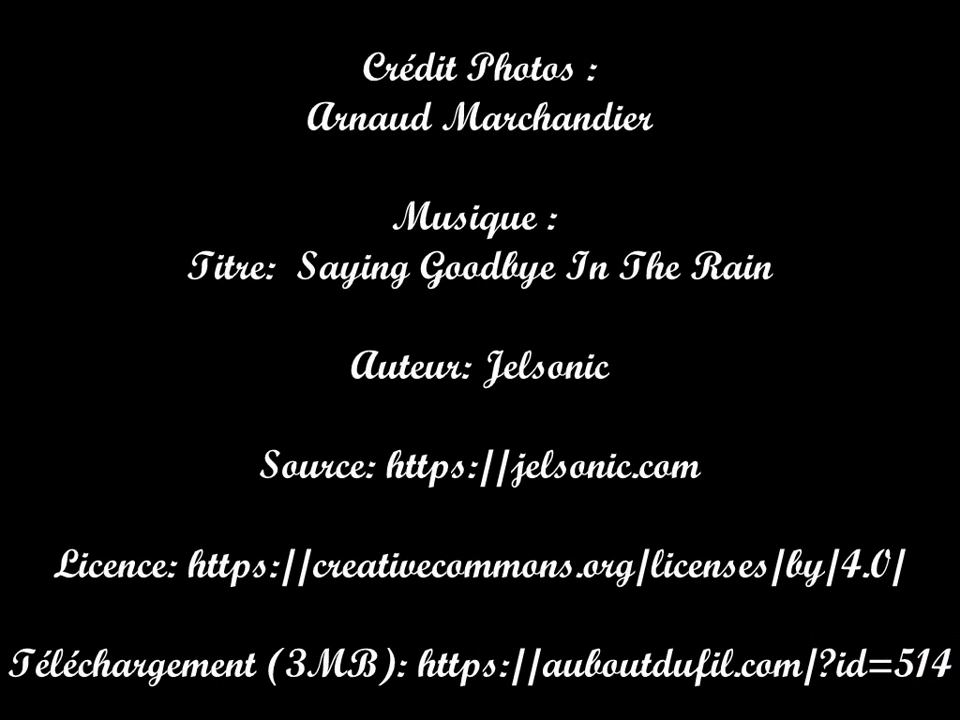 Crédit Photos :
Arnaud Marchandier
Musique :
Titre: Saying Goodbye In The Rain
Auteur: Jelsonic
Source: https://jelsonic.com
Licence: https://creativecommons.org/licenses/by/4.0/
Téléchargement (3MB): https://auboutdufil.com/?id=514